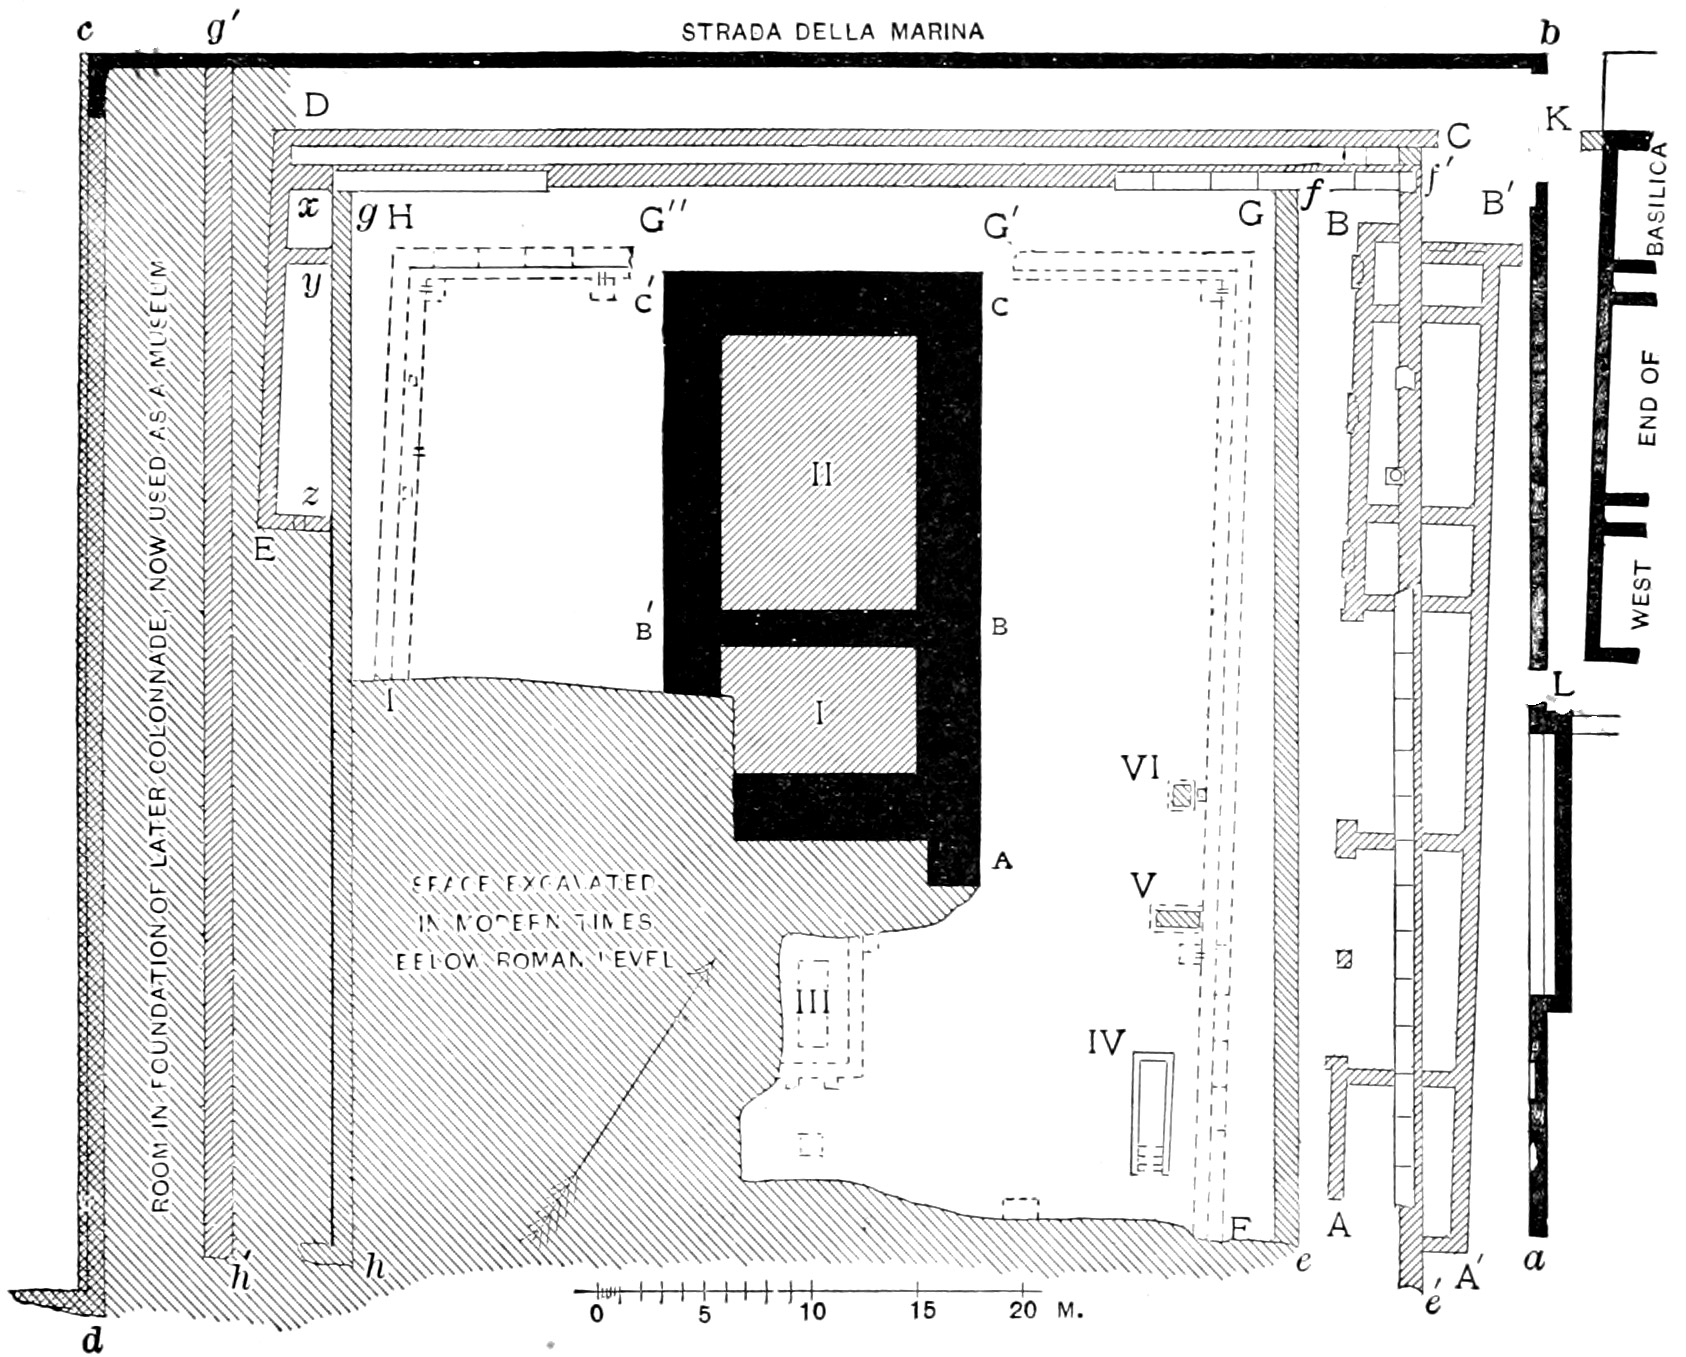 c g′ STRADA DELLA MARINA b
D C K
x g H G″ G′ G f f′ B B′
y C′ C
BASILICA
II
END OF
z
E
B′ B
WEST
I I L
ROOM IN FOUNDATION OF LATER COLONNADE, NOW USED AS A MUSEUM
VI
A V
SPACE EXCAVATED
IN MODERN TIMES
BELOW ROMAN LEVEL
III
IV
F A
h′ h e A′ a
e′
0 5 10 15 20 M.
d